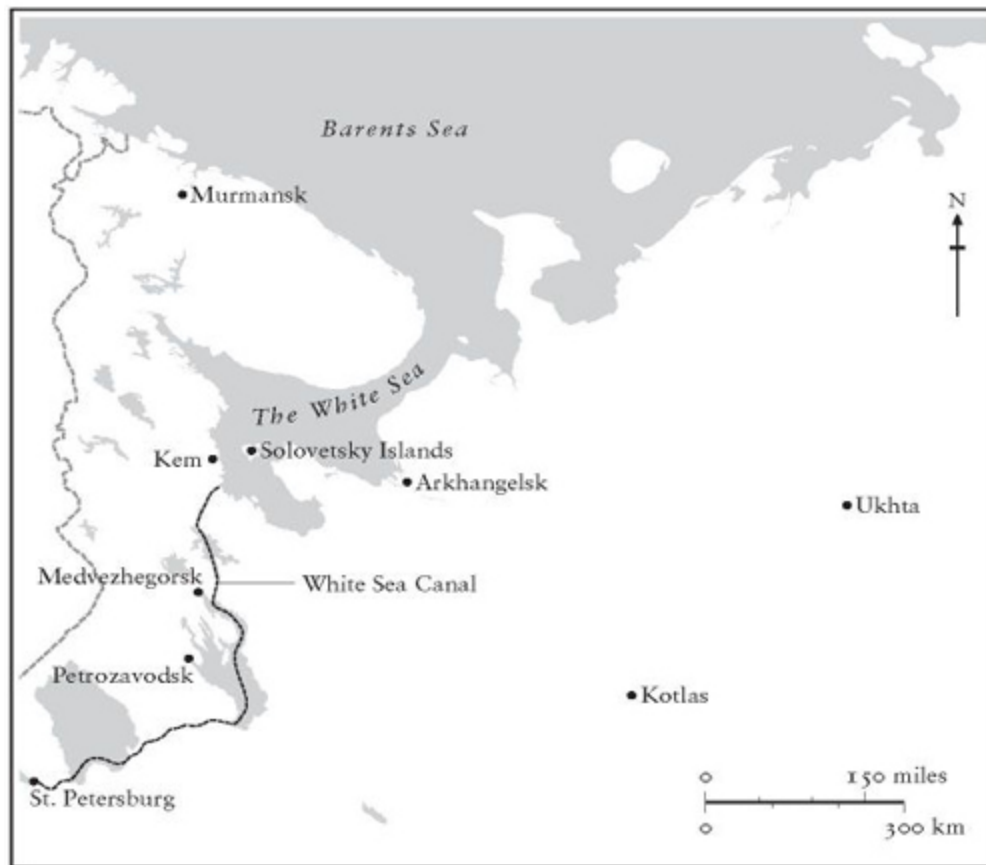 Barents Sea
Murmansk
N
The White Sea
Solovetsky Islands
Kem
Arkhangelsk
Ukhta
Medvezhegorsk
White Sea Canal
Petrozavodsk
Kotlas
0 150 miles
St. Petersburg
0 300 km